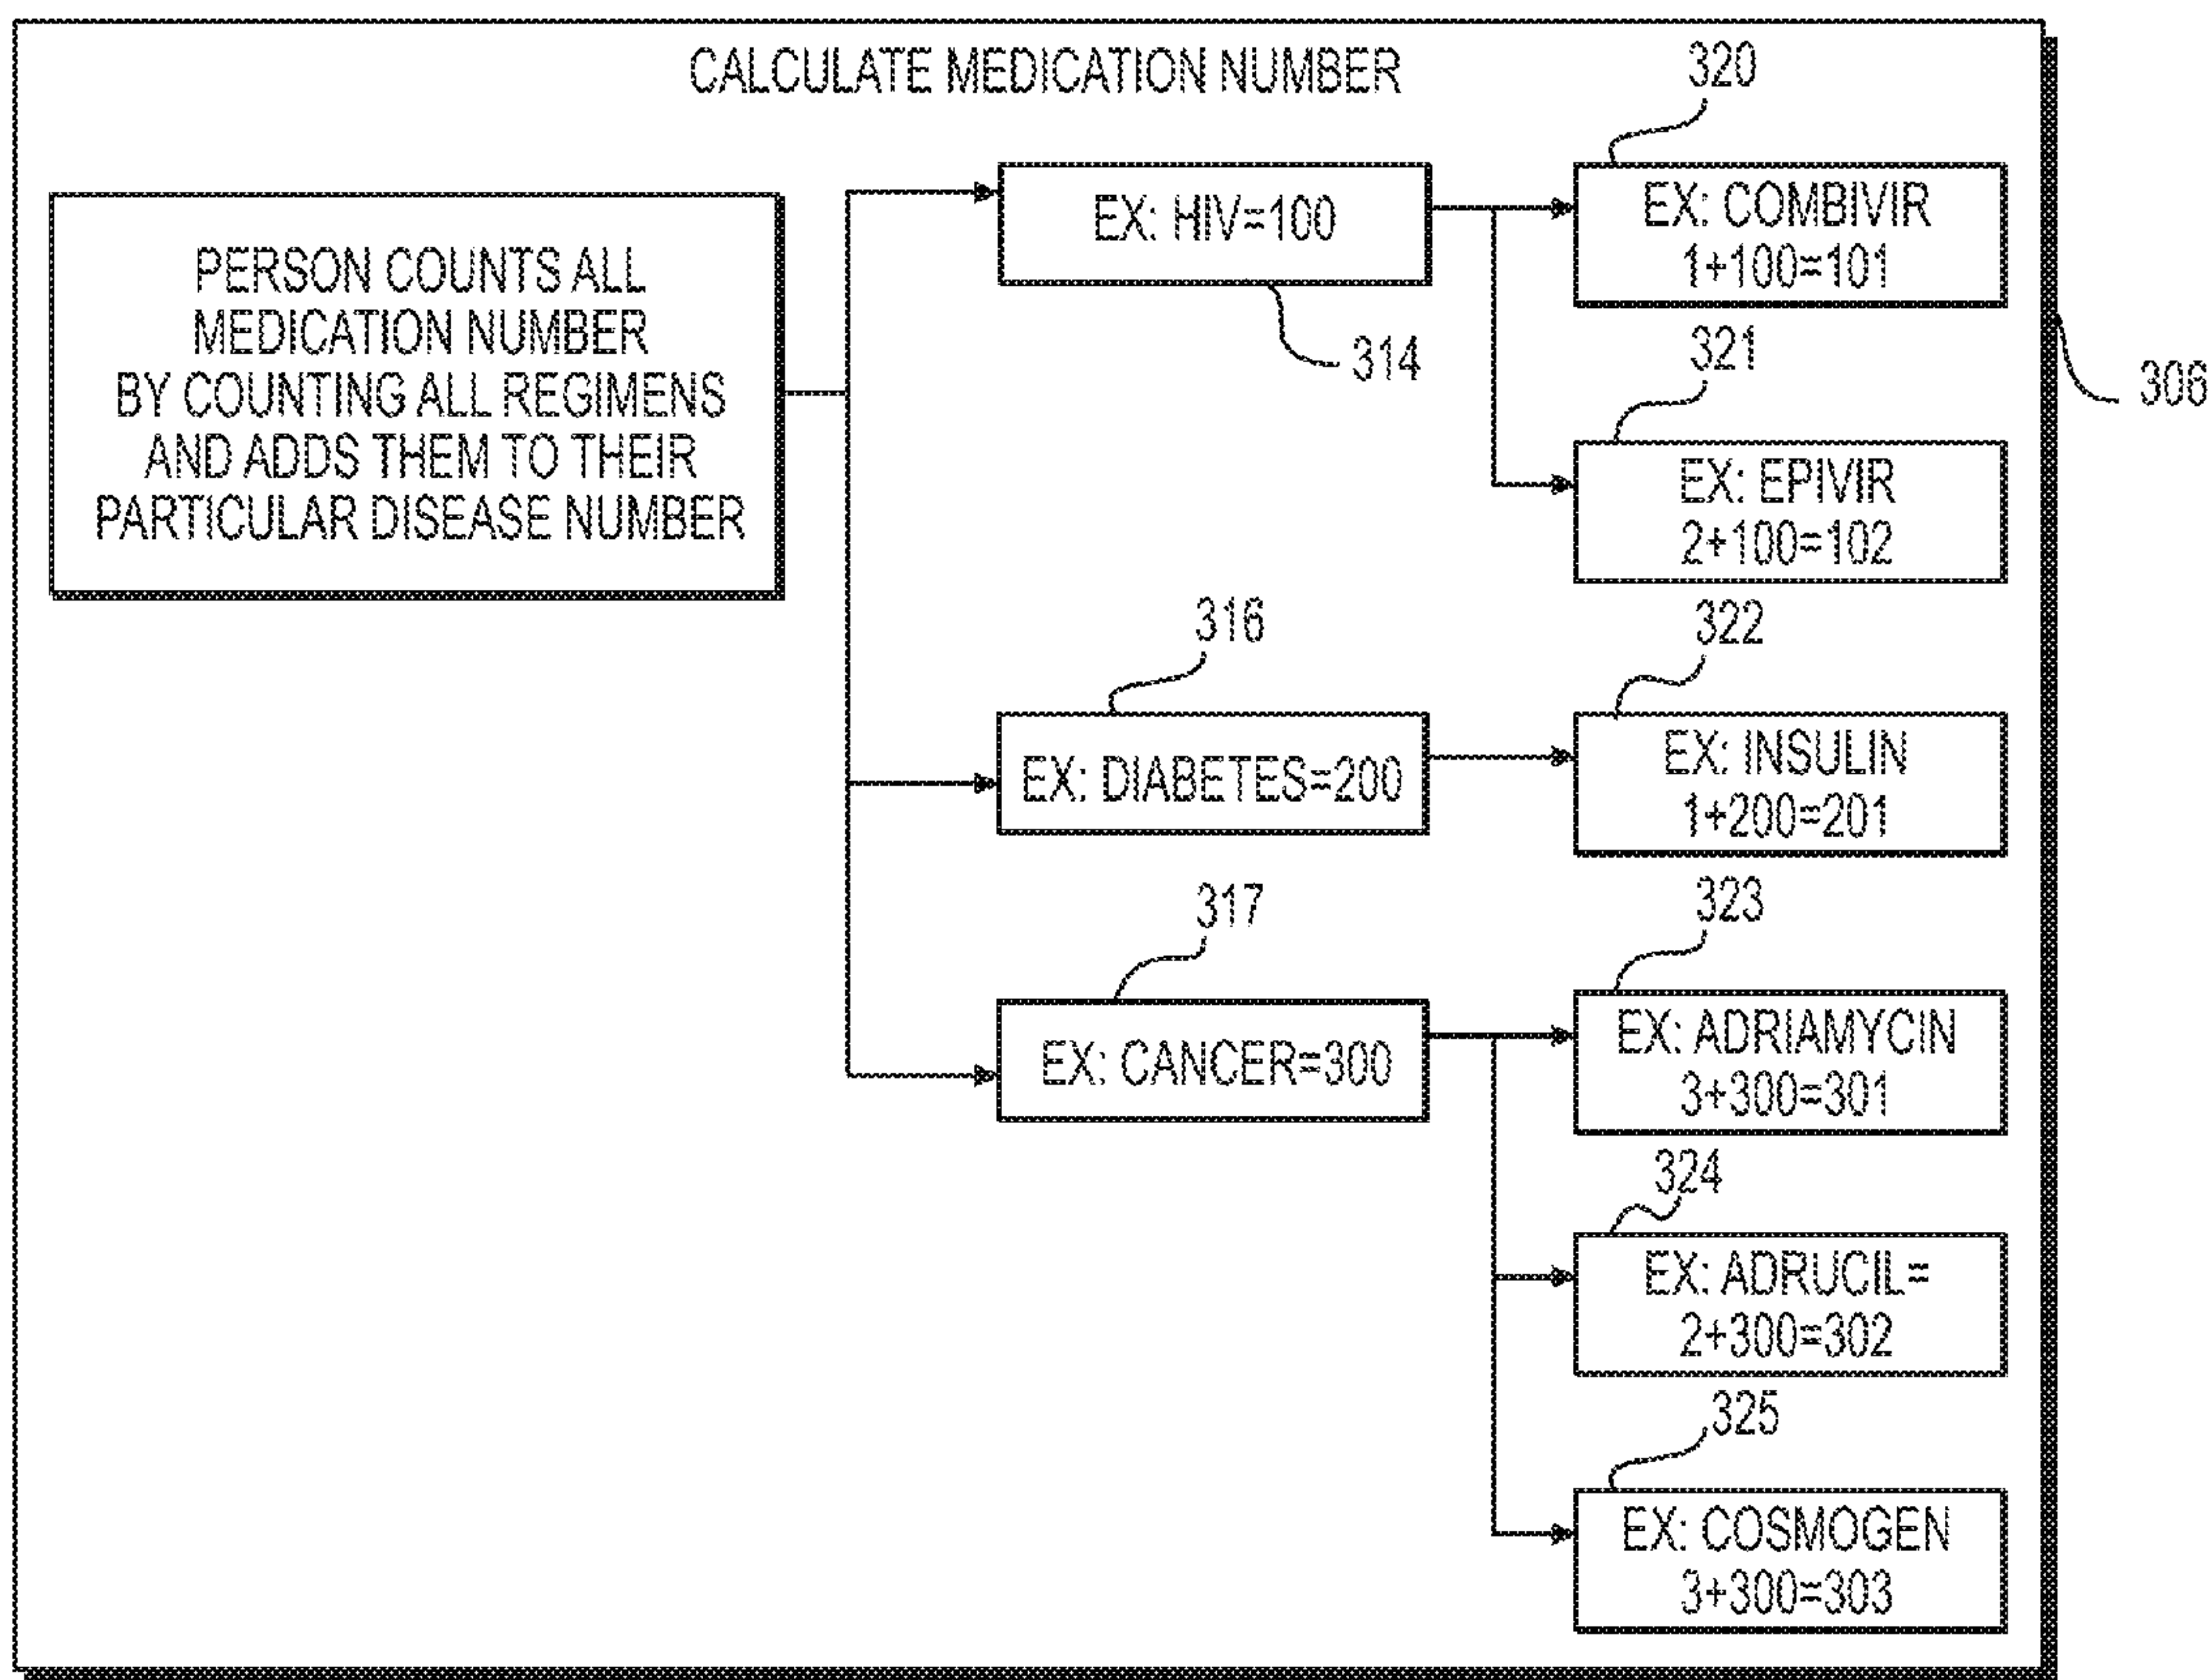 CALCULATE MEDICATION NUMBER
PERSON COUNTS ALL
MEDICATION NUMBER
BY COUNTING ALL REGIMENS
AND ADDS THEM TO THEIR
PARTICULAR DISEASE NUMBER
EX: HIV=100
314
320
EX: COMBIVIR
1+100=101
321
EX: EPIVIR
2+100=102
306
316
EX: DIABETES=200
322
EX: INSULIN
1+200=201
317
EX: CANCER=300
323
EX: ADRIAMYCIN
3+300=301
324
EX: ADRUCIL=
2+300=302
325
EX: COSMOGEN
3+300=303